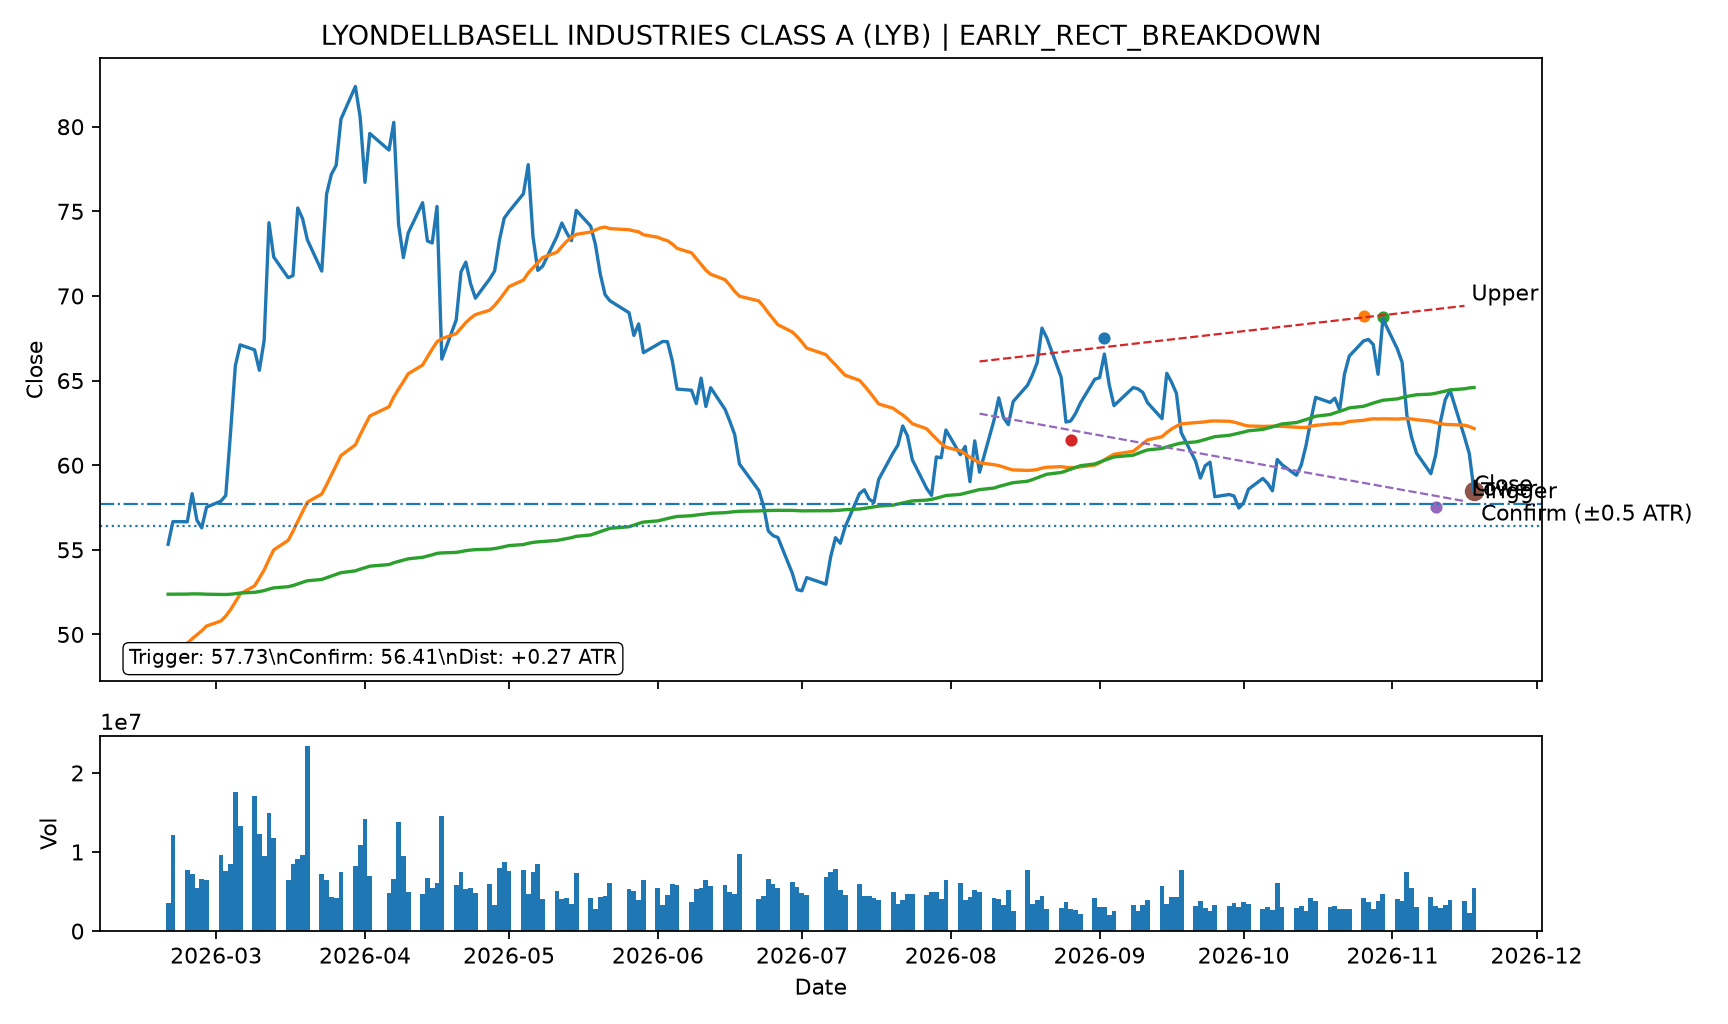 LYONDELLBASELL INDUSTRIES CLASS A (LYB) | EARLY_RECT_BREAKDOWN
Close
80
75
70
65
60
55
50
Upper
Close
Lower
Trigger
Confirm (±0.5 ATR)
Trigger: 57.73\nConfirm: 56.41\nDist: +0.27 ATR
1e7
Vol
2
1
0
2026-03 2026-04 2026-05 2026-06 2026-07 2026-08 2026-09 2026-10 2026-11 2026-12
Date